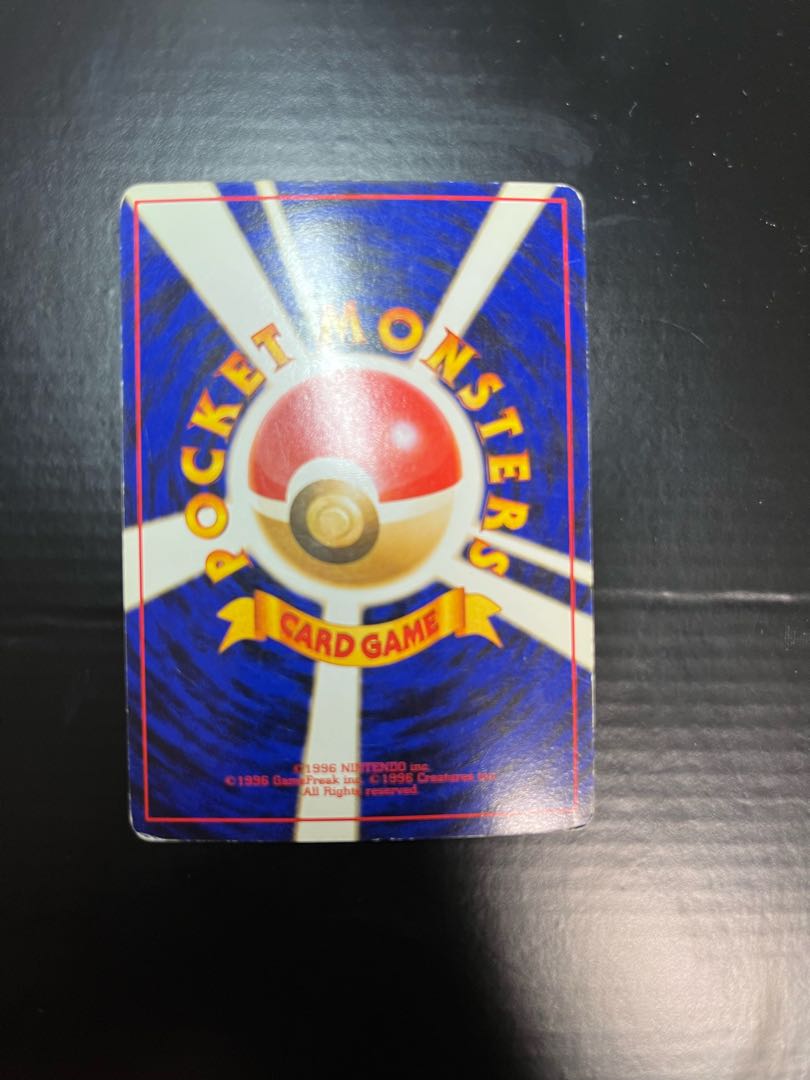 POCKET MONSTERS
CARD GAME
©1996 NINTENDO inc.
©1996 GameFreak inc. ©1996 Creatures inc.
All Rights reserved.